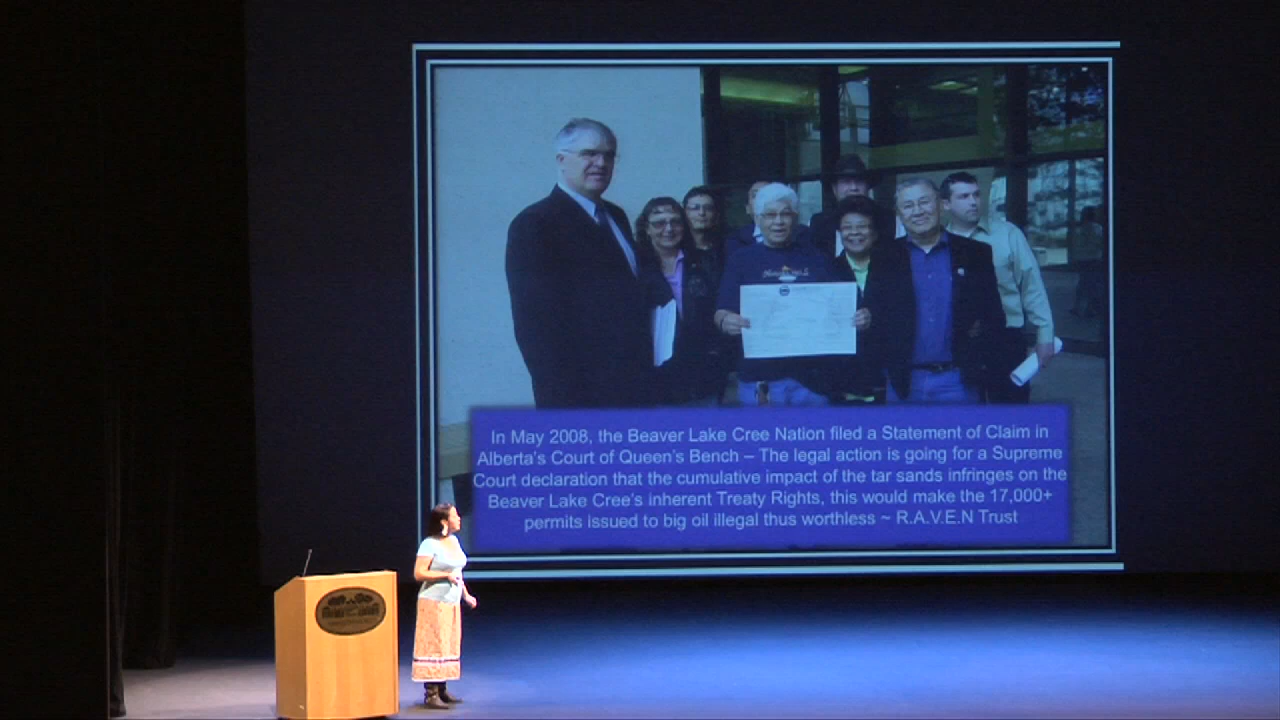 In May 2008, the Beaver Lake Cree Nation filed a Statement of Claim in
Alberta's Court of Queen's Bench – The legal action is going for a Supreme
Court declaration that the cumulative impact of the tar sands infringes on the
Beaver Lake Cree's inherent Treaty Rights, this would make the 17,000+
permits issued to big oil illegal thus worthless ~ R.A.V.E.N Trust